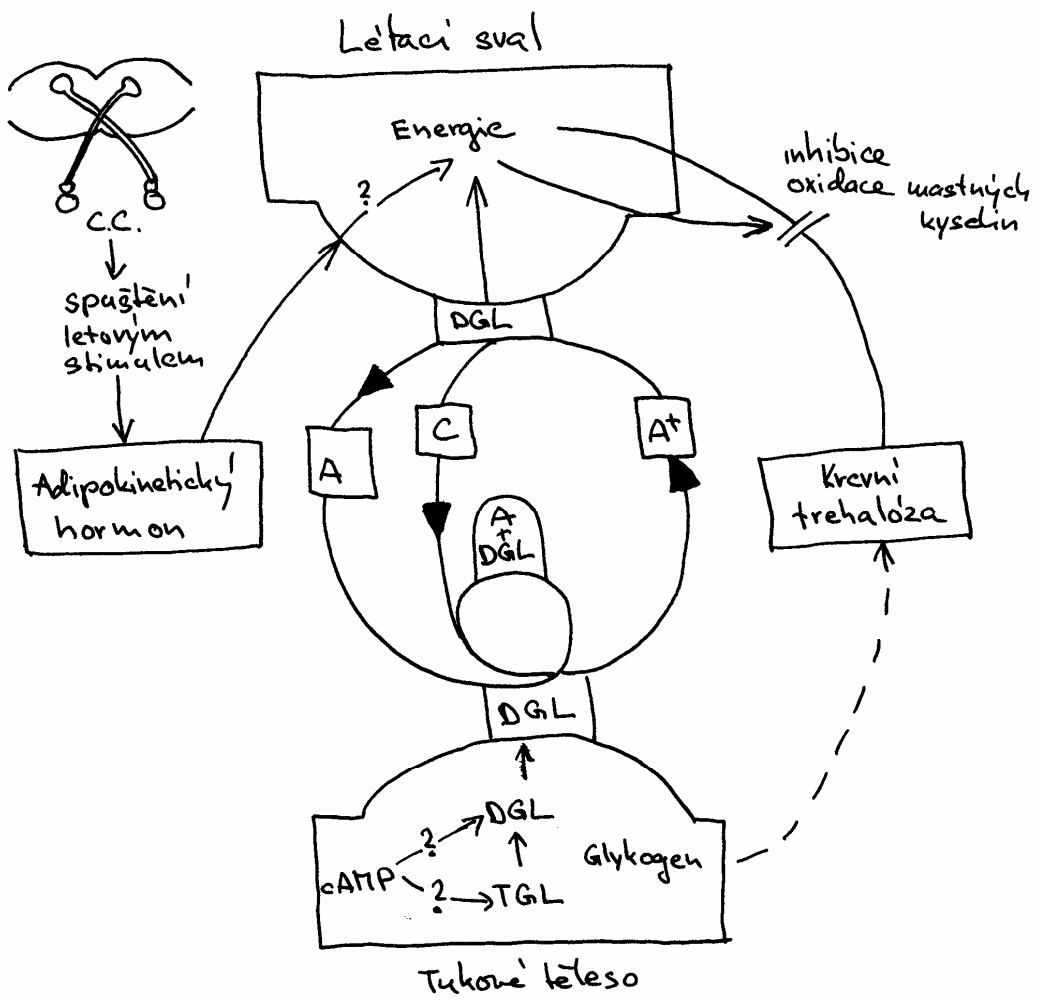 Létací sval
Energie
?
inhibice
oxidace mastných
kyselin
C.C.
spaštění
letovým
stimulem
DGL
A
C
A+
Adipokinetický
hormon
Krevní
trehalóza
A
+
DGL
DGL
DGL
?
cAMP
?
TGL
Glykogen
Tukové těleso